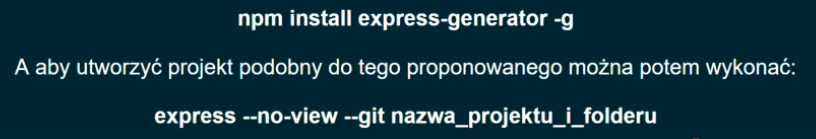 npm install express-generator -g
A aby utworzyć projekt podobny do tego proponowanego można potem wykonać:
express --no-view --git nazwa_projektu_i_folderu